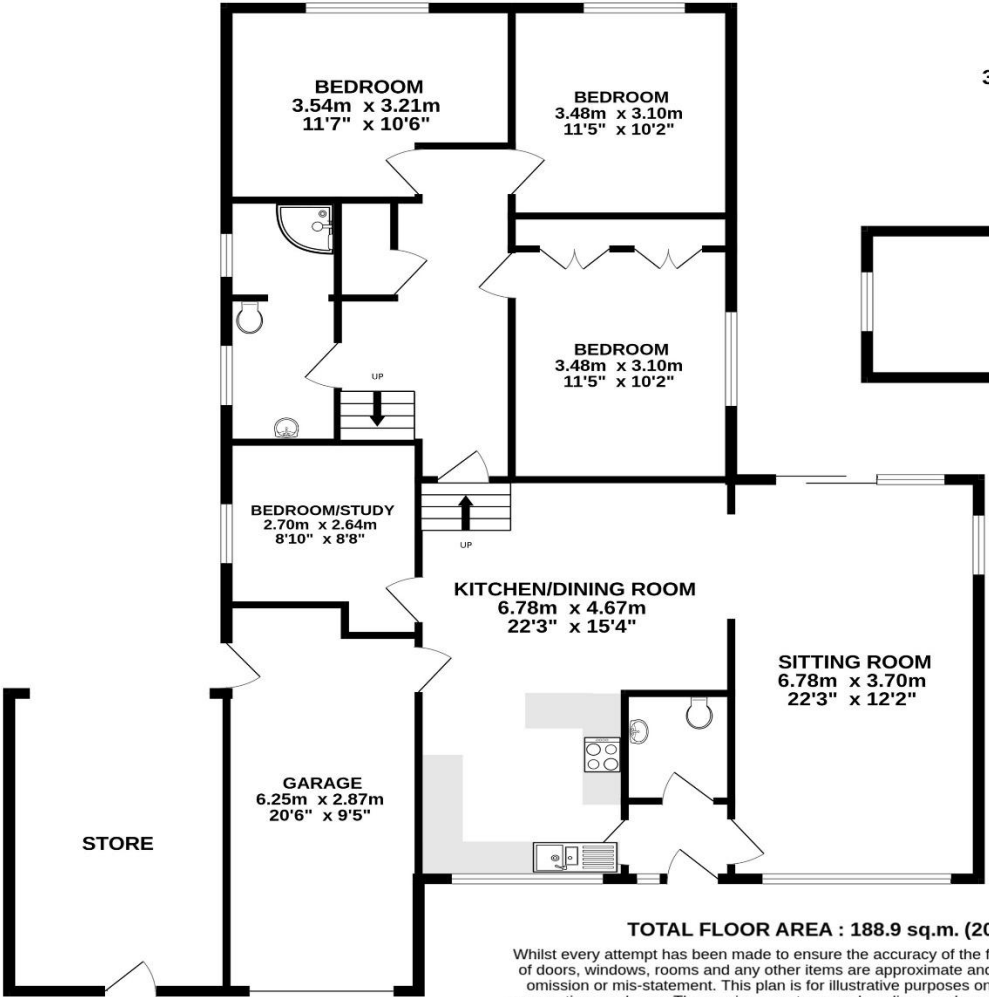 BEDROOM
3.54m x 3.21m
11'7" x 10'6"
BEDROOM
3.48m x 3.10m
11'5" x 10'2"
3
BEDROOM
3.48m x 3.10m
11'5" x 10'2"
UP
BEDROOM/STUDY
2.70m x 2.64m
8'10" x 8'8"
UP
KITCHEN/DINING ROOM
6.78m x 4.67m
22'3" x 15'4"
SITTING ROOM
6.78m x 3.70m
22'3" x 12'2"
GARAGE
6.25m x 2.87m
20'6" x 9'5"
STORE
TOTAL FLOOR AREA : 188.9 sq.m. (20
Whilst every attempt has been made to ensure the accuracy of the f
of doors, windows, rooms and any other items are approximate and
omission or mis-statement. This plan is for illustrative purposes on